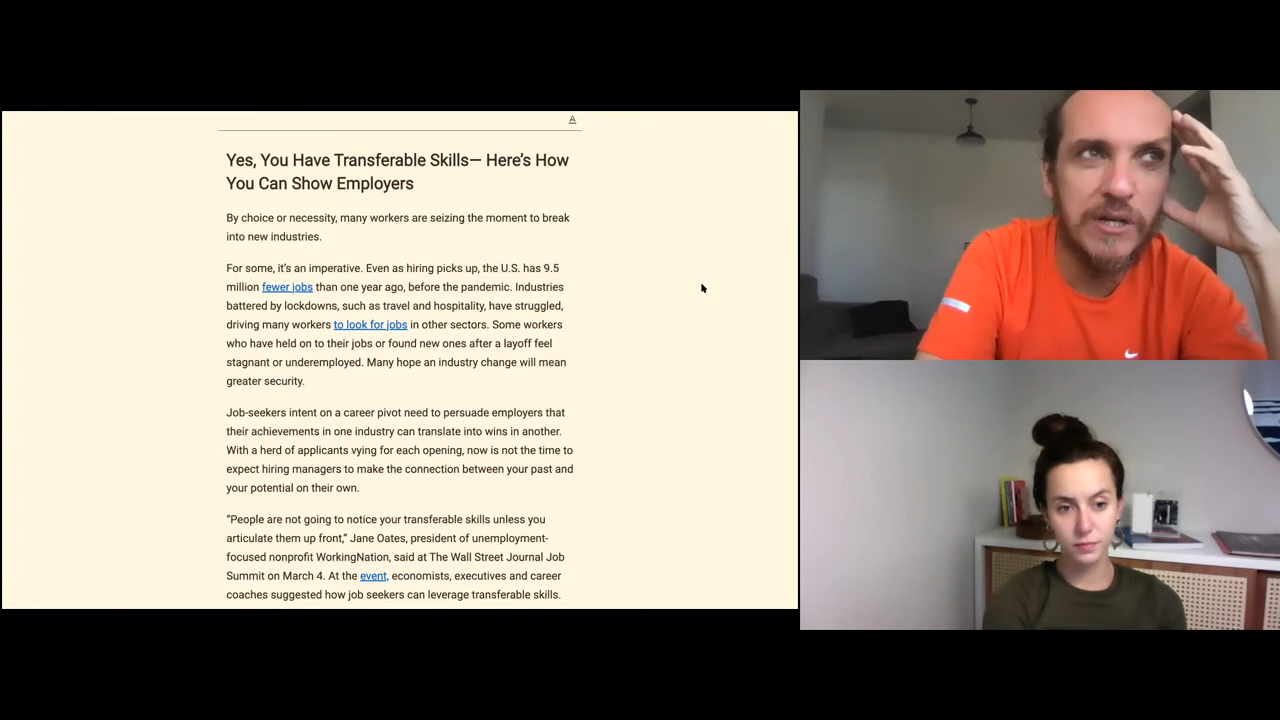 A
Yes, You Have Transferable Skills— Here’s How
You Can Show Employers
By choice or necessity, many workers are seizing the moment to break
into new industries.
For some, it’s an imperative. Even as hiring picks up, the U.S. has 9.5
million fewer jobs than one year ago, before the pandemic. Industries
battered by lockdowns, such as travel and hospitality, have struggled,
driving many workers to look for jobs in other sectors. Some workers
who have held on to their jobs or found new ones after a layoff feel
stagnant or underemployed. Many hope an industry change will mean
greater security.
Job-seekers intent on a career pivot need to persuade employers that
their achievements in one industry can translate into wins in another.
With a herd of applicants vying for each opening, now is not the time to
expect hiring managers to make the connection between your past and
your potential on their own.
“People are not going to notice your transferable skills unless you
articulate them up front,” Jane Oates, president of unemployment-
focused nonprofit WorkingNation, said at The Wall Street Journal Job
Summit on March 4. At the event, economists, executives and career
coaches suggested how job seekers can leverage transferable skills.